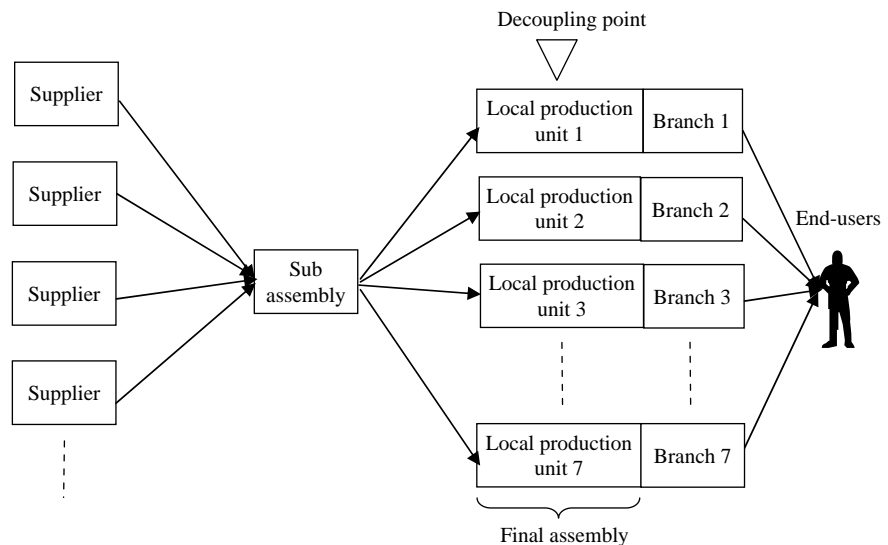 Decoupling point
Supplier
Supplier
Supplier
Supplier
Sub
assembly
Local production
unit 1
Branch 1
Local production
unit 2
Branch 2
Local production
unit 3
Branch 3
Local production
unit 7
Branch 7
End-users
Final assembly